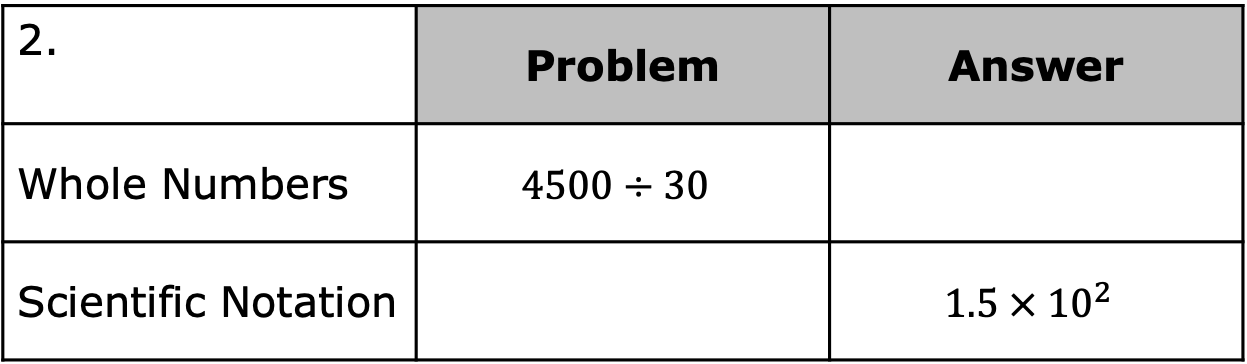 2. Problem Answer
Whole Numbers 4500 ÷ 30
Scientific Notation 1.5 × 10²